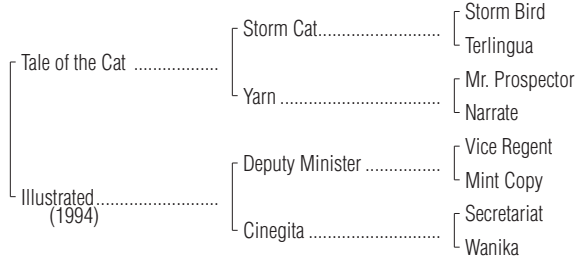 Storm Bird
Storm Cat..............................
Terlingua
Tale of the Cat ..................
Mr. Prospector
Yarn .......................................
Narrate
Vice Regent
Deputy Minister ..................
Mint Copy
Illustrated..............................
(1994)
Secretariat
Cinegita ................................
Wanika